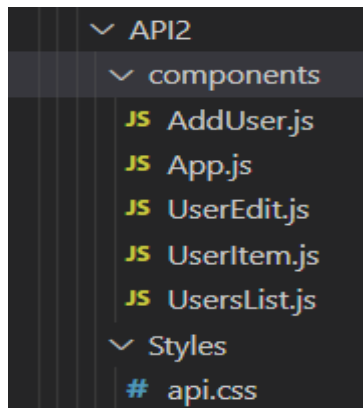 API2
components
JS AddUser.js
JS App.js
JS UserEdit.js
JS UserItem.js
JS UsersList.js
Styles
# api.css